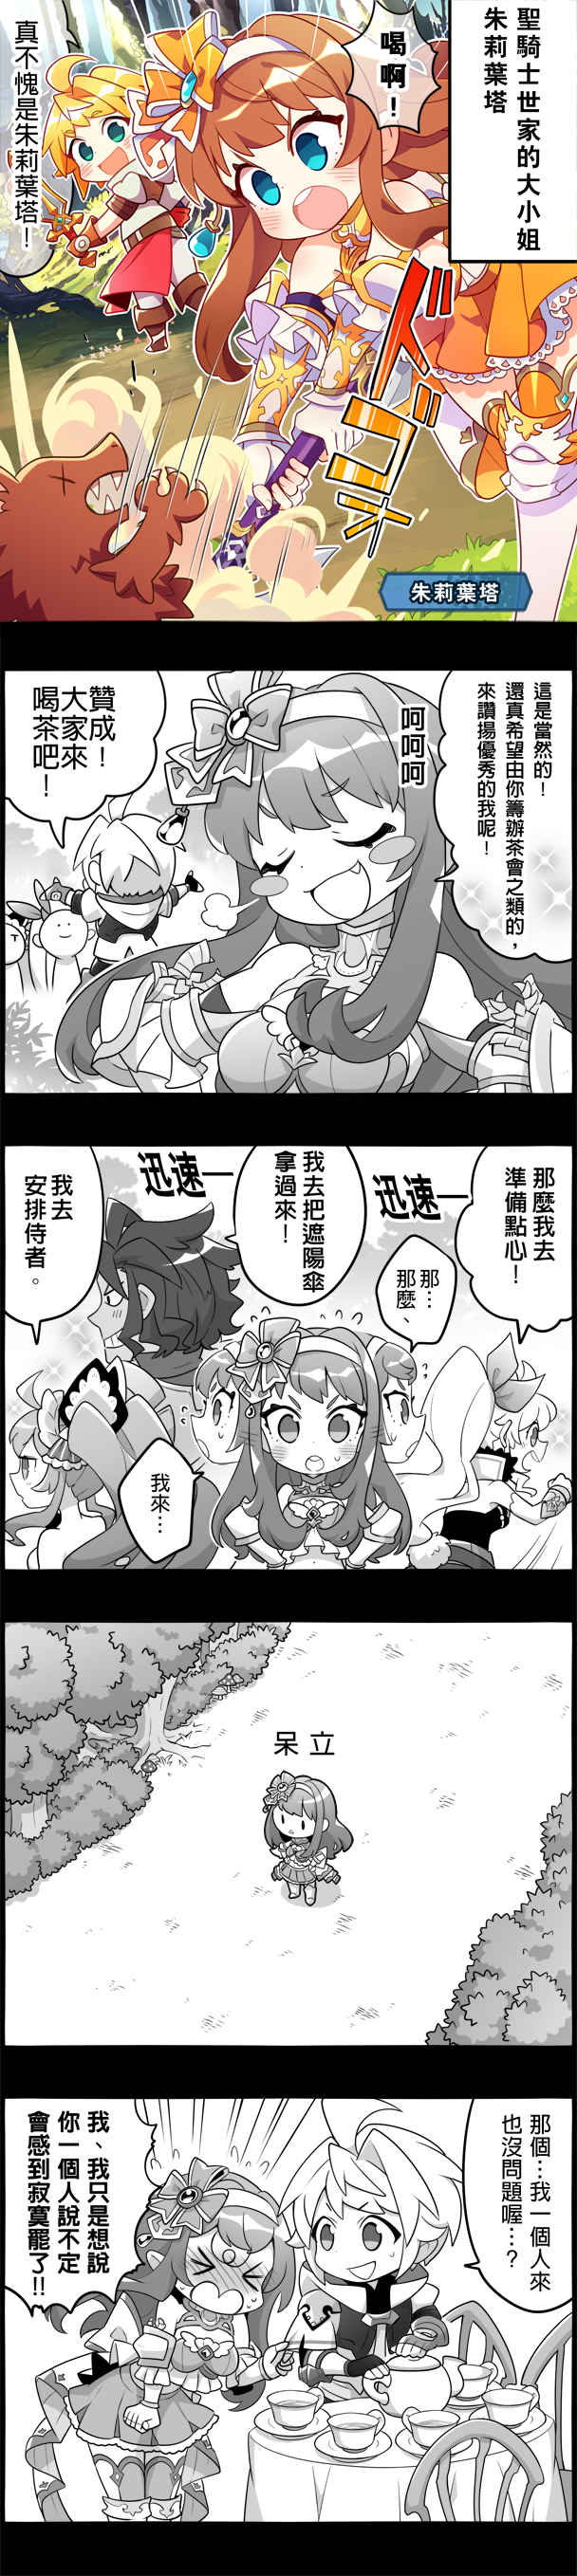 聖騎士世家的大小姐
朱莉葉塔
喝啊！
真不愧是朱莉葉塔！
ドゴォ
朱莉葉塔
這是當然的！
還真希望由你籌辦茶會之類的，
來讚揚優秀的我呢！
呵呵呵
贊成！
大家來
喝茶吧！
那麼我去
準備點心！
迅速—
那…
那麼、
我去把遮陽傘
拿過來！
迅速—
我來…
我去
安排侍者。
呆立
那個…我一個人來
也沒問題喔…？
我、我只是想說
你一個人說不定
會感到寂寞罷了!!